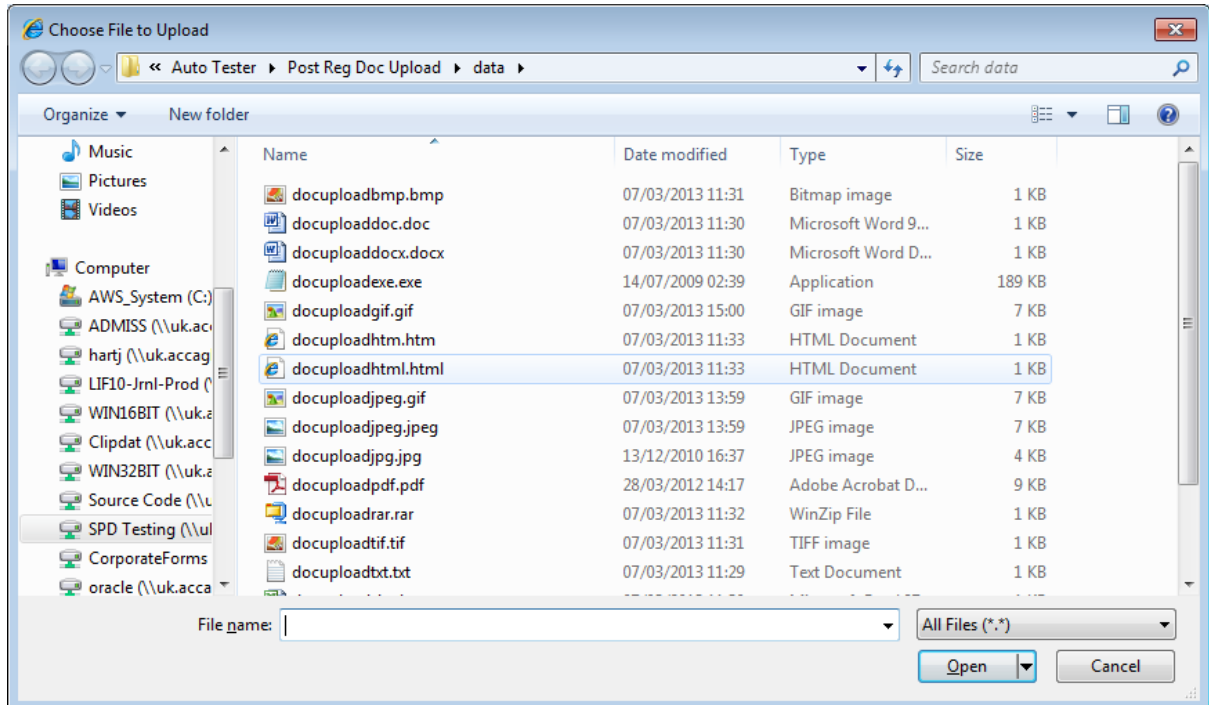 Choose File to Upload
« Auto Tester ▸ Post Reg Doc Upload ▸ data ▸ Search data
Organize New folder
Music
Pictures
Videos
Computer
AWS_System (C:)
ADMISS (\\uk.ac
hartj (\\uk.accag
LIF10-Jrnl-Prod (
WIN16BIT (\\uk.a
Clipdat (\\uk.acc
WIN32BIT (\\uk.a
Source Code (\\u
SPD Testing (\\ul
CorporateForms
oracle (\\uk.acca
Name Date modified Type Size
docuploadbmp.bmp 07/03/2013 11:31 Bitmap image 1 KB
docuploaddoc.doc 07/03/2013 11:30 Microsoft Word 9... 1 KB
docuploaddocx.docx 07/03/2013 11:30 Microsoft Word D... 1 KB
docuploadexe.exe 14/07/2009 02:39 Application 189 KB
docuploadgif.gif 07/03/2013 15:00 GIF image 7 KB
docuploadhtm.htm 07/03/2013 11:33 HTML Document 1 KB
docuploadhtml.html 07/03/2013 11:33 HTML Document 1 KB
docuploadjpeg.gif 07/03/2013 13:59 GIF image 7 KB
docuploadjpeg.jpeg 07/03/2013 13:59 JPEG image 7 KB
docuploadjpg.jpg 13/12/2010 16:37 JPEG image 4 KB
docuploadpdf.pdf 28/03/2012 14:17 Adobe Acrobat D... 9 KB
docuploadrar.rar 07/03/2013 11:32 WinZip File 1 KB
docuploadtif.tif 07/03/2013 11:31 TIFF image 1 KB
docuploadtxt.txt 07/03/2013 11:29 Text Document 1 KB
File name: All Files (*.*)
Open Cancel